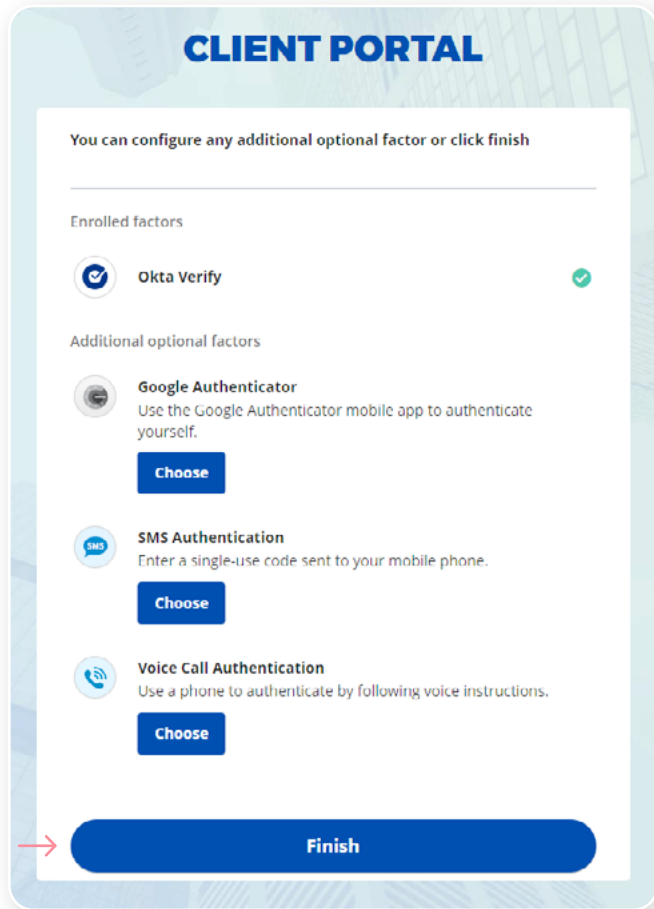 CLIENT PORTAL
You can configure any additional optional factor or click finish
Enrolled factors
Okta Verify
Additional optional factors
Google Authenticator
Use the Google Authenticator mobile app to authenticate
yourself.
Choose
SMS
SMS Authentication
Enter a single-use code sent to your mobile phone.
Choose
Voice Call Authentication
Use a phone to authenticate by following voice instructions.
Choose
Finish